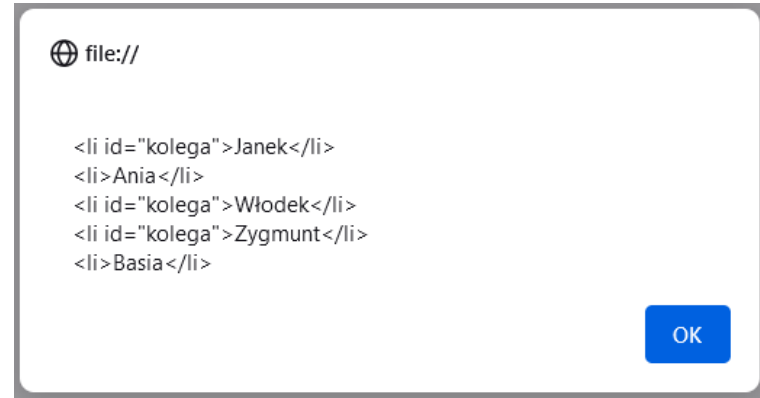 file://
<li id="kolega">Janek</li>
<li>Ania</li>
<li id="kolega">Włodek</li>
<li id="kolega">Zygmunt</li>
<li>Basia</li>
OK